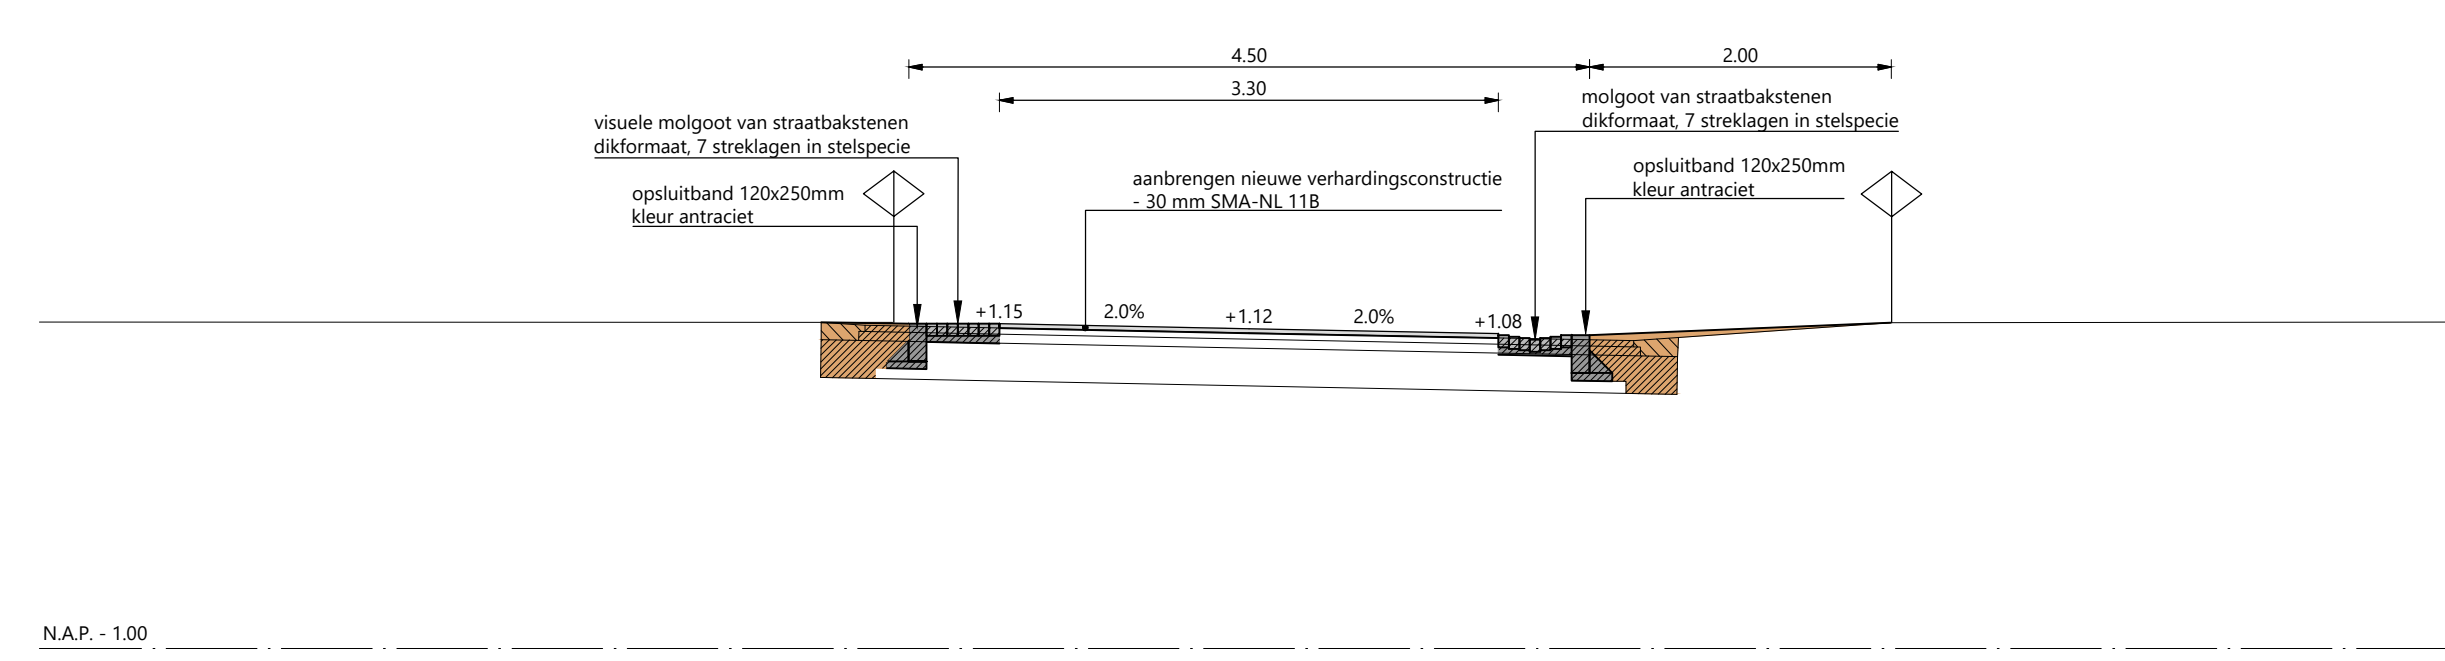 4.50
2.00
3.30
molgoot van straatbakstenen
dikformaat, 7 streklagen in stelspecie
visuele molgoot van straatbakstenen
dikformaat, 7 streklagen in stelspecie
opsluitband 120x250mm
kleur antraciet
aanbrengen nieuwe verhardingsconstructie
- 30 mm SMA-NL 11B
opsluitband 120x250mm
kleur antraciet
+1.15
2.0%
+1.12
2.0%
+1.08
N.A.P. - 1.00